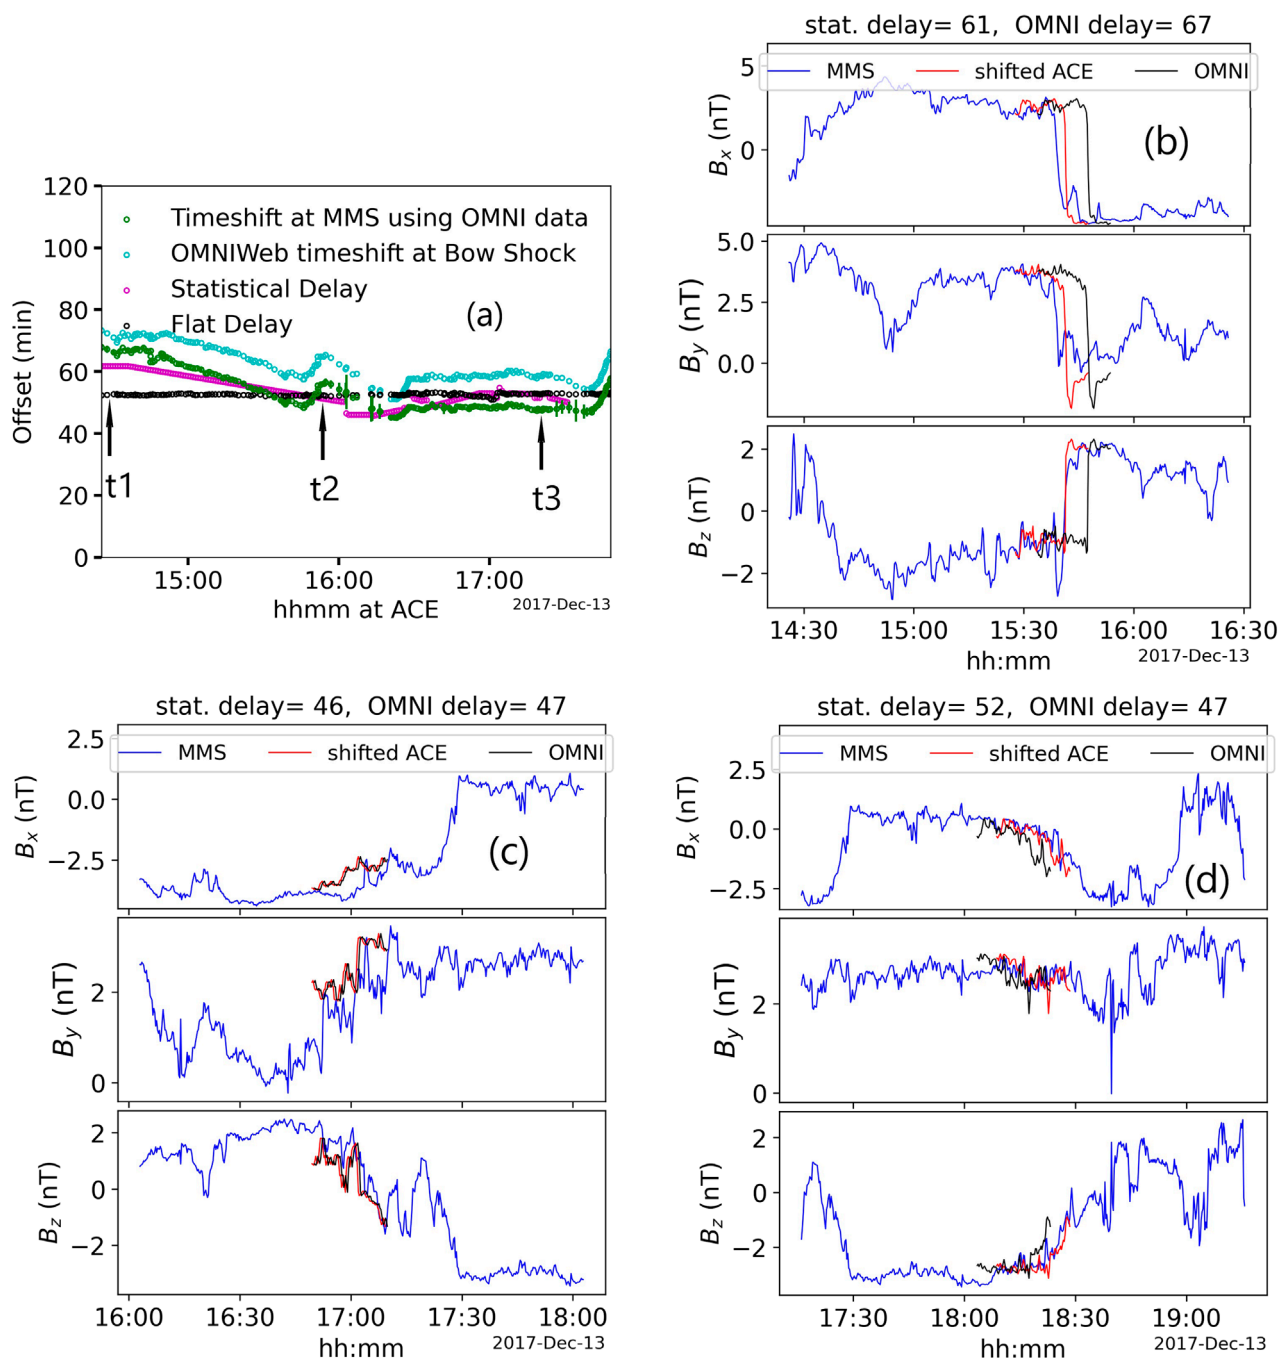 stat. delay= 61, OMNI delay= 67
MMS shifted ACE OMNI
5
0
Bx (nT)
(b)
5.0
2.5
0.0
By (nT)
2
0
−2
Bz (nT)
14:30 15:00 15:30 16:00 16:30
hh:mm
2017-Dec-13
120
100
80
60
40
20
0
Offset (min)
Timeshift at MMS using OMNI data
OMNIWeb timeshift at Bow Shock
Statistical Delay
Flat Delay
(a)
t1
t2
t3
15:00 16:00 17:00
hhmm at ACE
2017-Dec-13
stat. delay= 46, OMNI delay= 47
MMS shifted ACE OMNI
2.5
0.0
−2.5
Bx (nT)
(c)
2
0
By (nT)
2
0
−2
Bz (nT)
16:00 16:30 17:00 17:30 18:00
hh:mm
2017-Dec-13
stat. delay= 52, OMNI delay= 47
MMS shifted ACE OMNI
2.5
0.0
−2.5
Bx (nT)
(d)
2
0
By (nT)
2
0
−2
Bz (nT)
17:30 18:00 18:30 19:00
hh:mm
2017-Dec-13